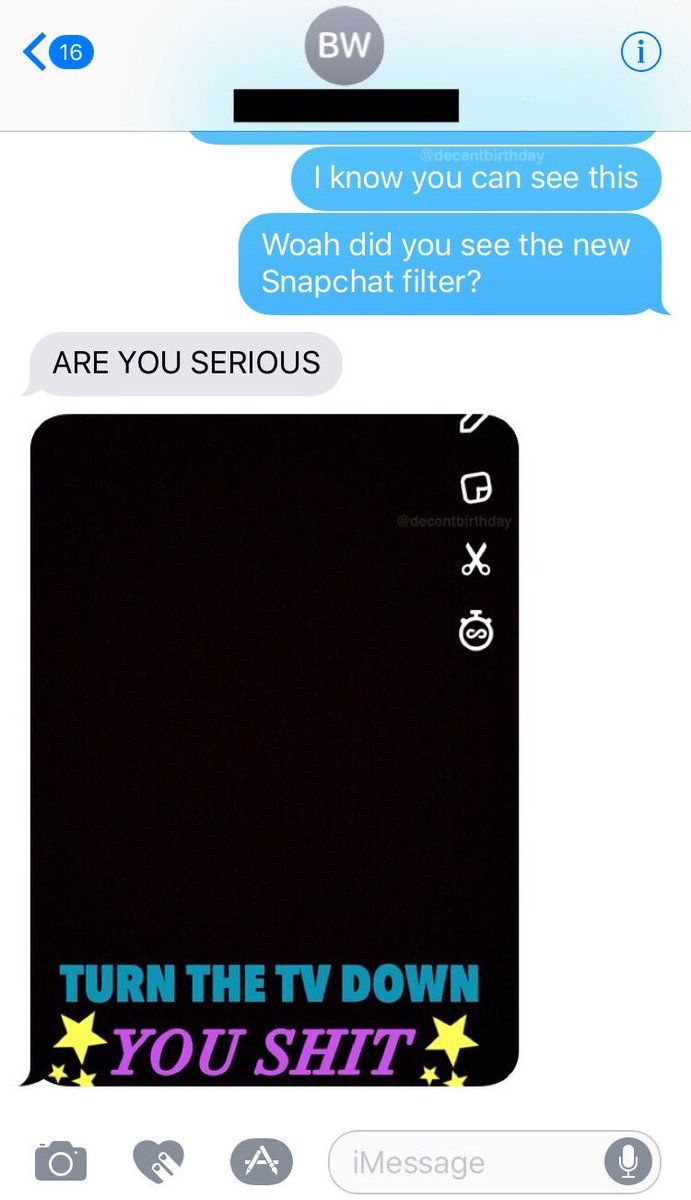 16
BW
@decentbirthday
I know you can see this
Woah did you see the new
Snapchat filter?
ARE YOU SERIOUS
@decentbirthday
TURN THE TV DOWN
YOU SHIT
iMessage